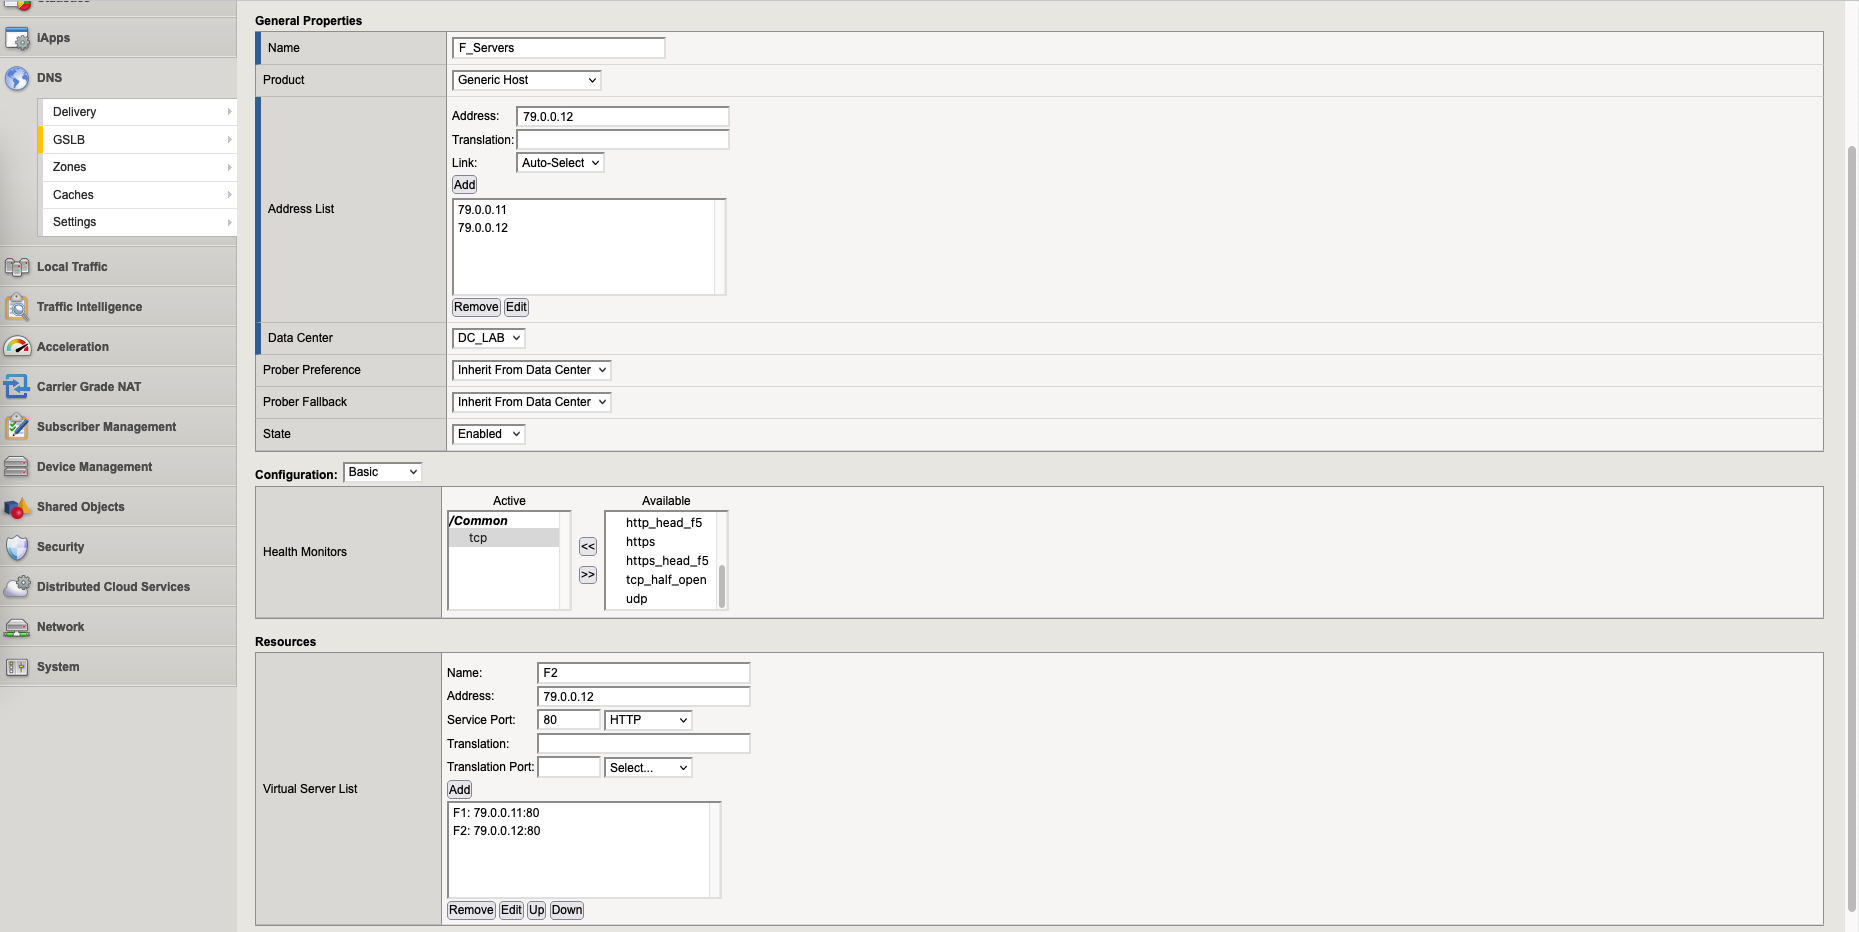 Statistics
iApps
DNS
Delivery
GSLB
Zones
Caches
Settings
Local Traffic
Traffic Intelligence
Acceleration
Carrier Grade NAT
Subscriber Management
Device Management
Shared Objects
Security
Distributed Cloud Services
Network
System
General Properties
Name F_Servers
Product Generic Host
Address List
Address: 79.0.0.12
Translation:
Link: Auto-Select
Add
79.0.0.11
79.0.0.12
Remove Edit
Data Center DC_LAB
Prober Preference Inherit From Data Center
Prober Fallback Inherit From Data Center
State Enabled
Configuration: Basic
Health Monitors
Active Available
/Common
tcp
<<
>>
http_head_f5
https
https_head_f5
tcp_half_open
udp
Resources
Virtual Server List
Name: F2
Address: 79.0.0.12
Service Port: 80 HTTP
Translation:
Translation Port: Select...
Add
F1: 79.0.0.11:80
F2: 79.0.0.12:80
Remove Edit Up Down